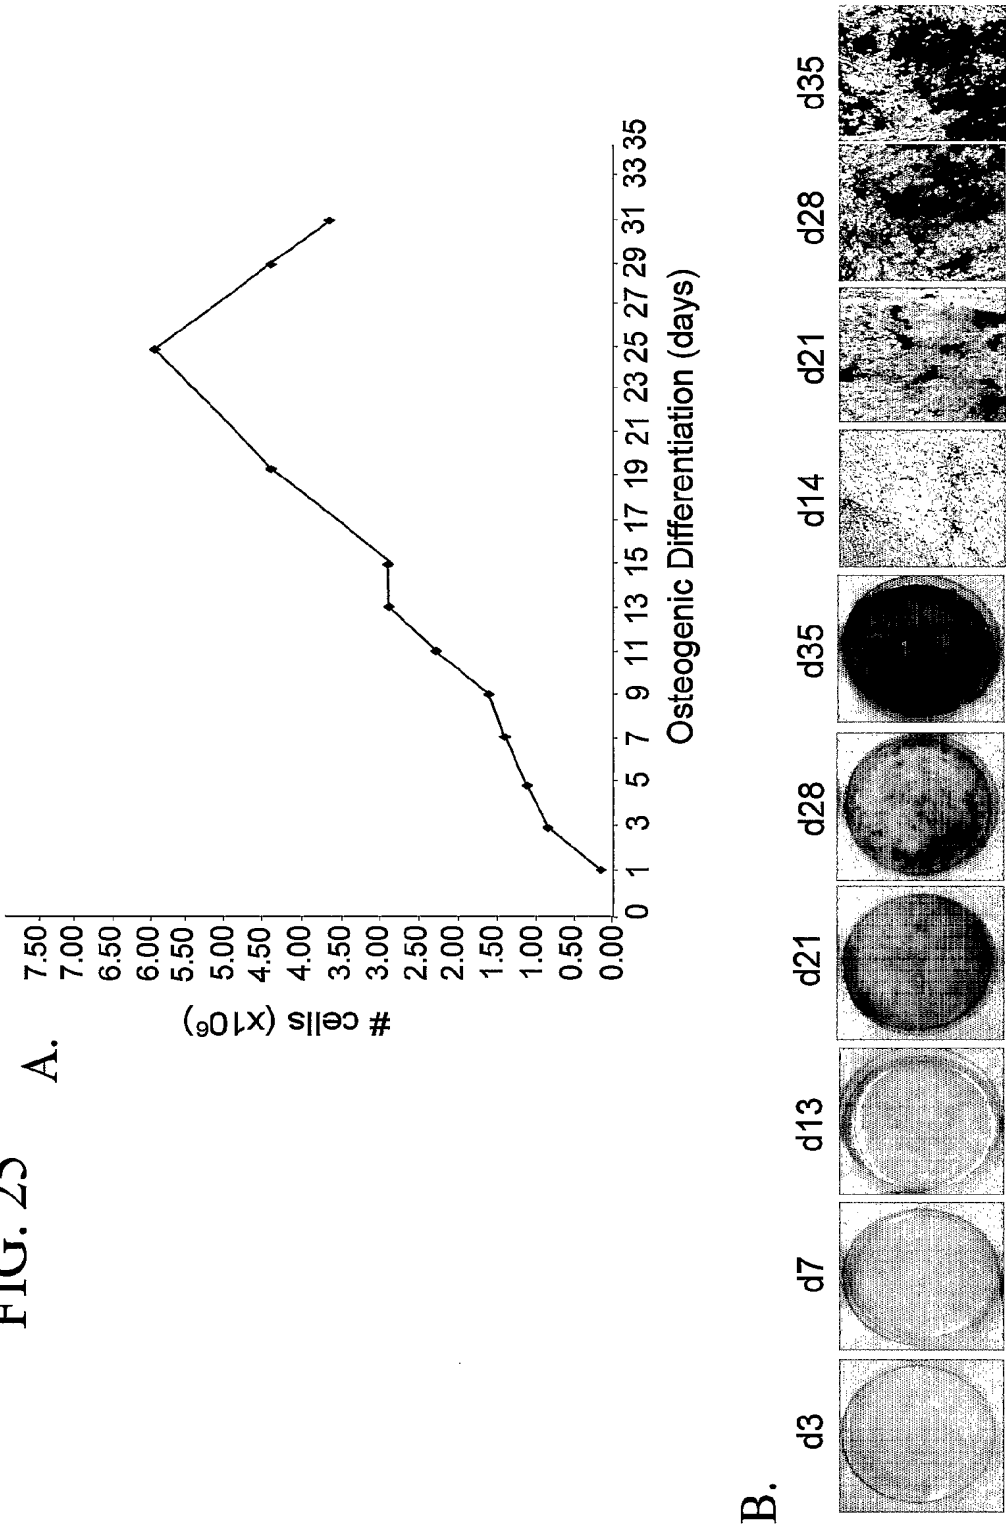 FIG. 25
A.
# cells (x10⁶)
7.50
7.00
6.00
5.50
5.00
4.50
4.00
3.50
3.00
2.50
2.00
1.50
1.00
0.50
0.00
0 1 3 5 7 9 11 13 15 17 19 21 23 25 27 29 31 33 35
Osteogenic Differentiation (days)
B.
d3 d7 d13 d21 d28 d35 d14 d21 d28 d35